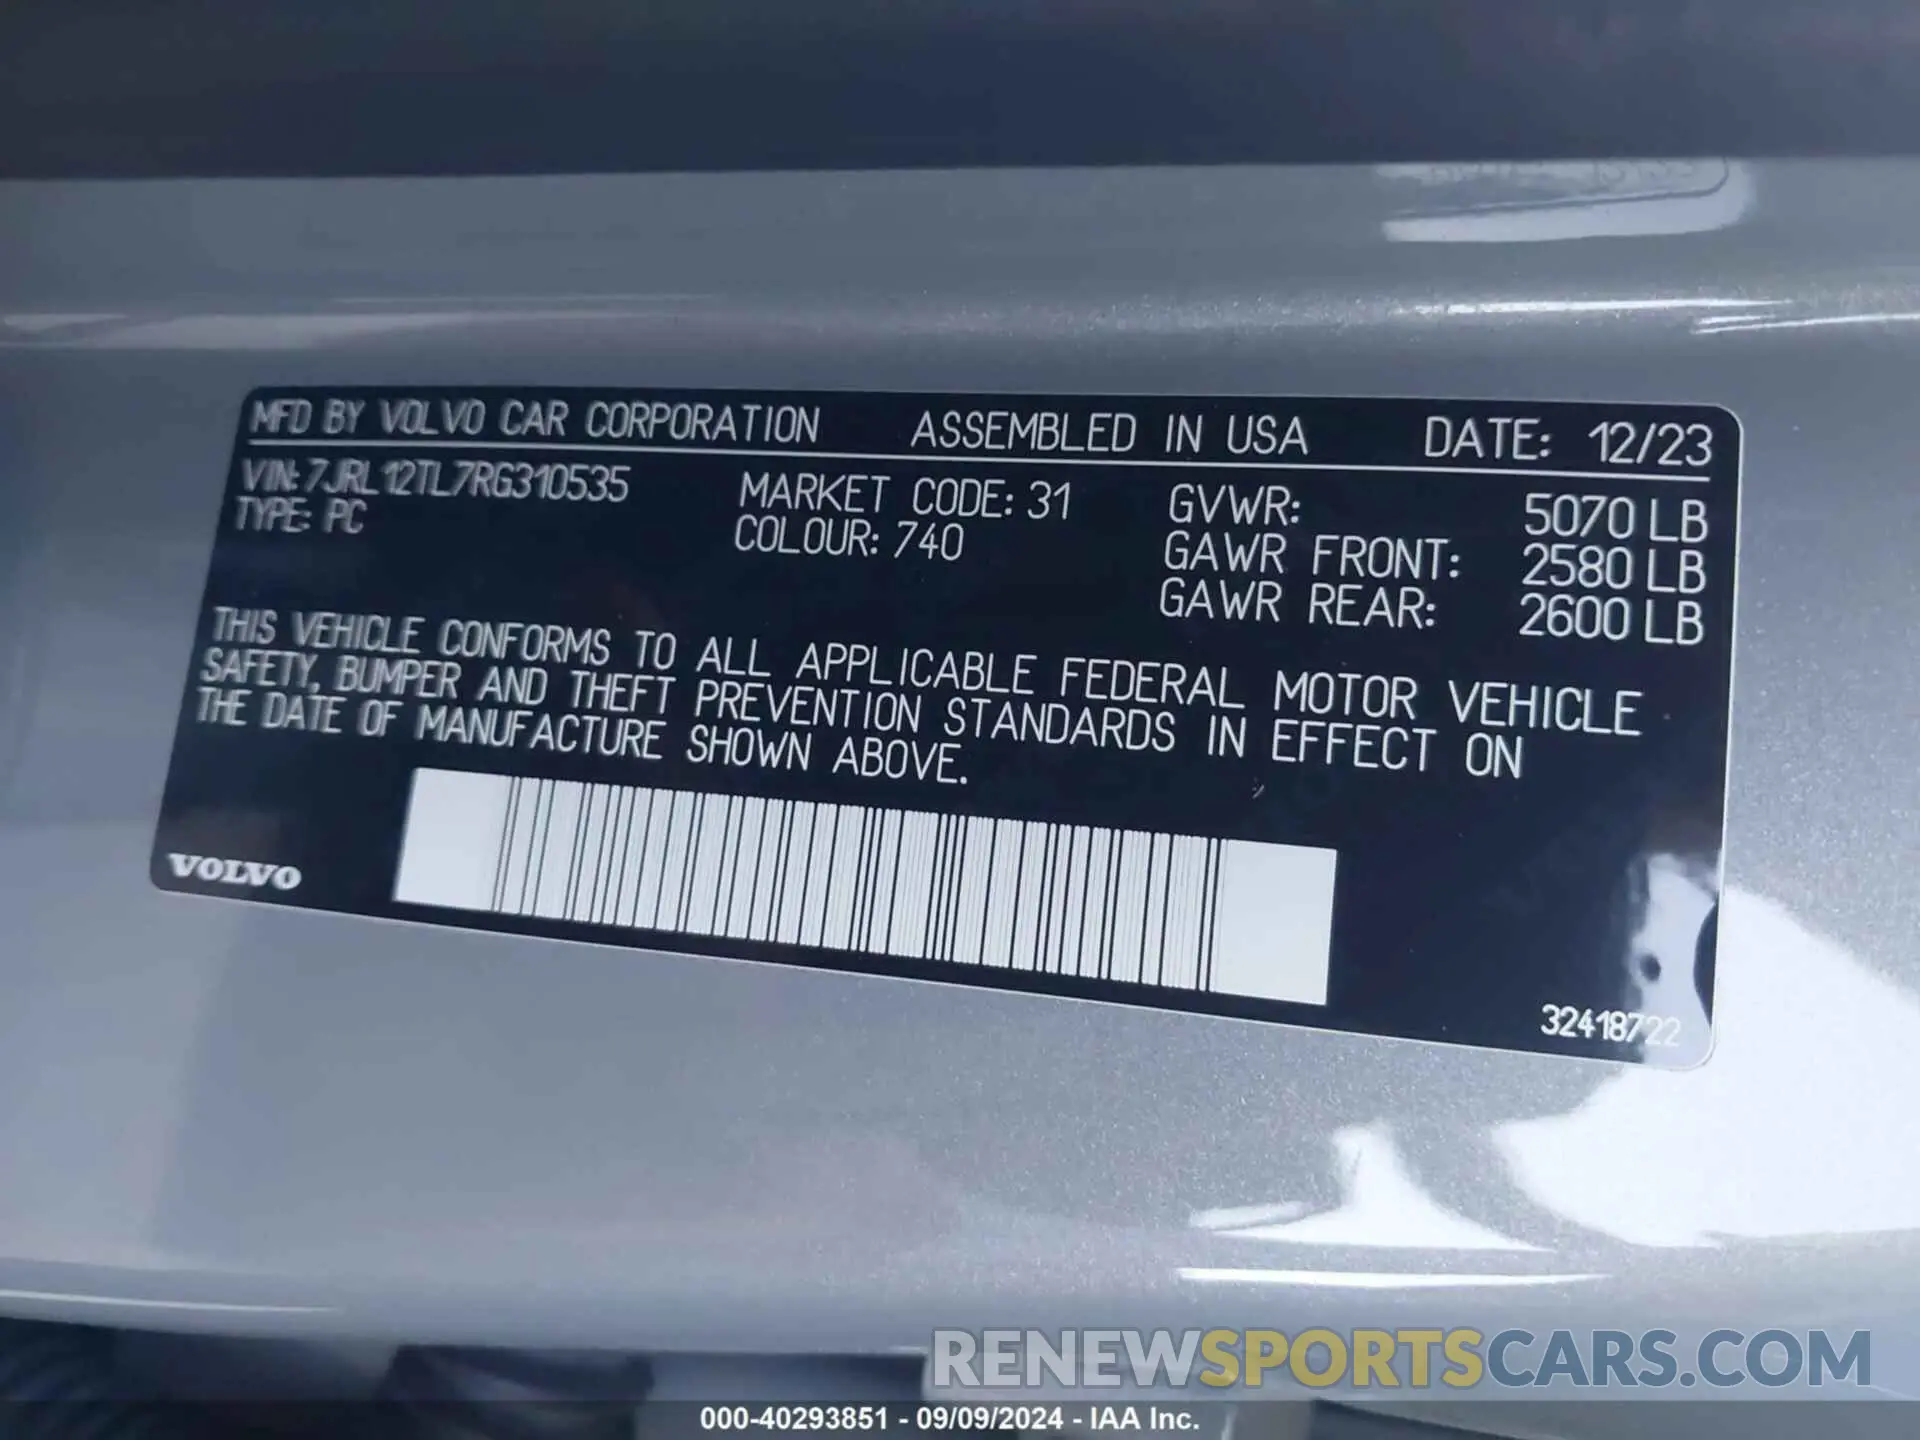 MFD BY VOLVO CAR CORPORATION ASSEMBLED IN USA DATE: 12/23
VIN: 7JRL12TL7RG310535 MARKET CODE: 31 GVWR: 5070 LB
TYPE: PC COLOUR: 740 GAWR FRONT: 2580 LB
GAWR REAR: 2600 LB
THIS VEHICLE CONFORMS TO ALL APPLICABLE FEDERAL MOTOR VEHICLE
SAFETY, BUMPER AND THEFT PREVENTION STANDARDS IN EFFECT ON
THE DATE OF MANUFACTURE SHOWN ABOVE.
VOLVO
32418722
RENEWSPORTSCARS.COM
000-40293851 - 09/09/2024 - IAA Inc.